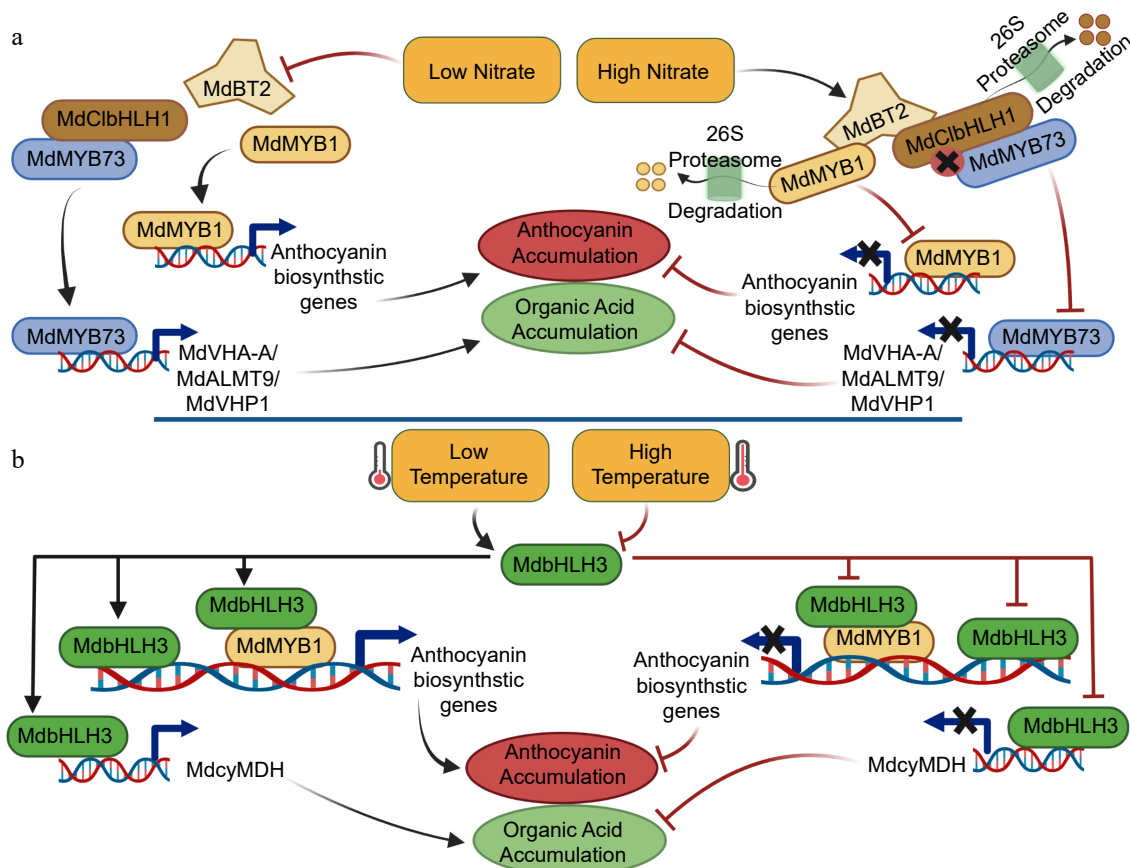 a
Low Nitrate
High Nitrate
MdBT2
MdClbHLH1
MdMYB73
MdMYB1
MdMYB1
Anthocyanin
biosynthstic
genes
MdMYB73
MdVHA-A/
MdALMT9/
MdVHP1
Anthocyanin
Accumulation
Organic Acid
Accumulation
MdBT2
MdClbHLH1
MdMYB73
MdMYB1
26S
Proteasome
Degradation
26S
Proteasome
Degradation
MdMYB1
Anthocyanin
biosynthstic
genes
MdMYB73
MdVHA-A/
MdALMT9/
MdVHP1
b
Low
Temperature
High
Temperature
MdbHLH3
MdbHLH3
MdbHLH3
MdMYB1
Anthocyanin
biosynthstic
genes
MdbHLH3
MdcyMDH
MdbHLH3
MdMYB1
MdbHLH3
Anthocyanin
biosynthstic
genes
MdbHLH3
MdcyMDH
Anthocyanin
Accumulation
Organic Acid
Accumulation